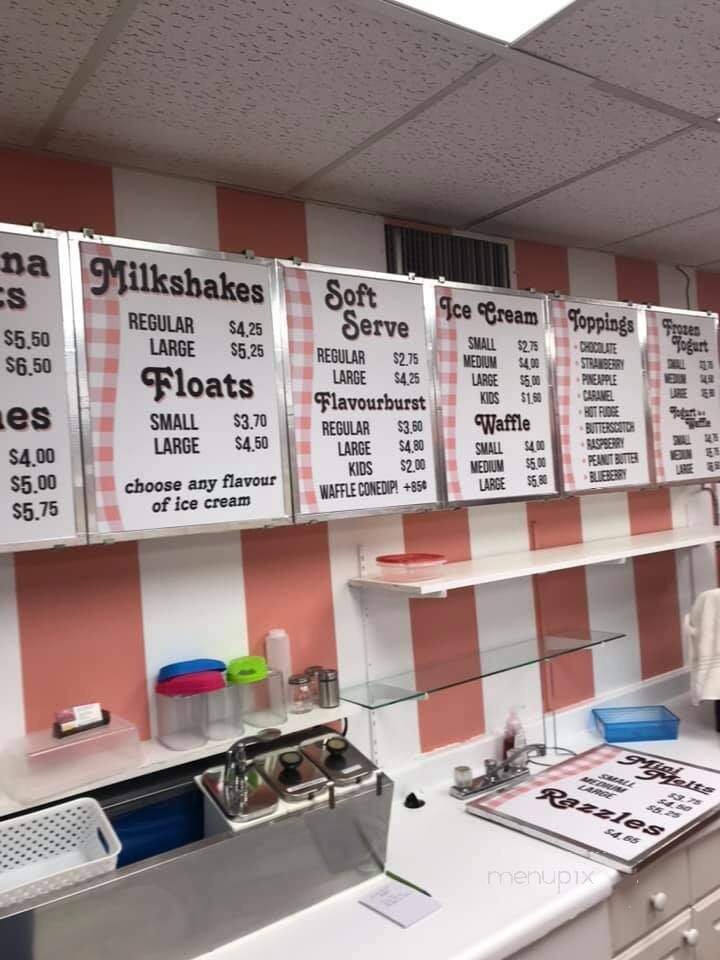 na
s
$5.50
$6.50
es
$4.00
$5.00
$5.75
Milkshakes
REGULAR $4.25
LARGE $5.25
Floats
SMALL $3.70
LARGE $4.50
choose any flavour
of ice cream
Soft
Serve
REGULAR $2.75
LARGE $4.25
Flavourburst
REGULAR $3.60
LARGE $4.80
KIDS $2.00
WAFFLE CONEDIP! +85¢
Ice Cream
SMALL $2.75
MEDIUM $4.00
LARGE $5.00
KIDS $1.60
Waffle
SMALL $4.00
MEDIUM $5.00
LARGE $5.80
Toppings
• CHOCOLATE
• STRAWBERRY
• PINEAPPLE
• CARAMEL
• HOT FUDGE
• BUTTERSCOTCH
• RASPBERRY
• PEANUT BUTTER
• BLUEBERRY
Frozen
Yogurt
SMALL
MEDIUM
LARGE
Yogurt
Waffle
SMALL
MEDIUM
LARGE
Melts
SMALL $3.75
MEDIUM $4.50
LARGE $5.25
Razzles
$4.65
menupix